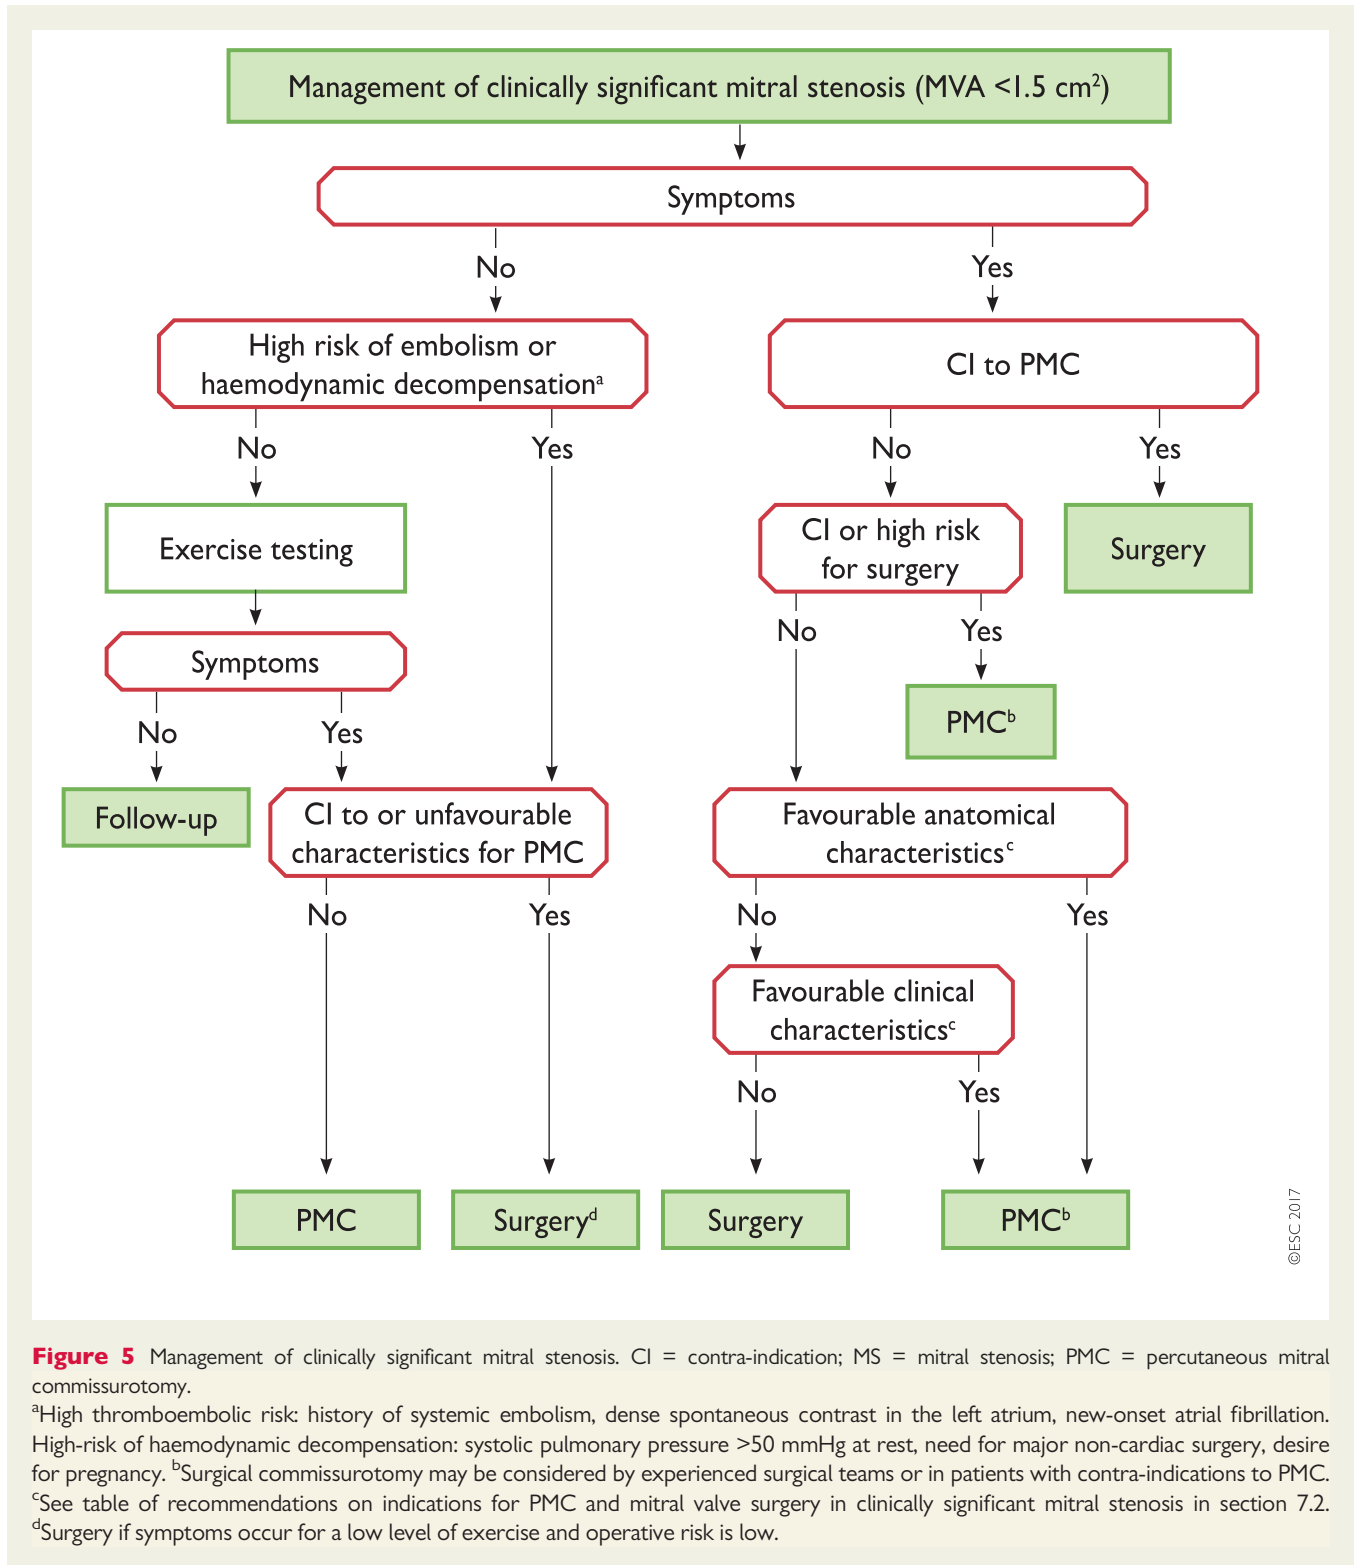 Management of clinically significant mitral stenosis (MVA <1.5 cm²)
Symptoms
No
Yes
High risk of embolism or
haemodynamic decompensationᵃ
CI to PMC
No
Yes
No
Yes
Exercise testing
CI or high risk
for surgery
Surgery
Symptoms
No
Yes
No
Yes
PMCᵇ
Follow-up
CI to or unfavourable
characteristics for PMC
Favourable anatomical
characteristicsᶜ
No
Yes
No
Yes
Favourable clinical
characteristicsᶜ
No
Yes
PMC
Surgeryᵈ
Surgery
PMCᵇ
©ESC 2017
Figure 5 Management of clinically significant mitral stenosis. CI = contra-indication; MS = mitral stenosis; PMC = percutaneous mitral
commissurotomy.
ᵃHigh thromboembolic risk: history of systemic embolism, dense spontaneous contrast in the left atrium, new-onset atrial fibrillation.
High-risk of haemodynamic decompensation: systolic pulmonary pressure >50 mmHg at rest, need for major non-cardiac surgery, desire
for pregnancy. ᵇSurgical commissurotomy may be considered by experienced surgical teams or in patients with contra-indications to PMC.
ᶜSee table of recommendations on indications for PMC and mitral valve surgery in clinically significant mitral stenosis in section 7.2.
ᵈSurgery if symptoms occur for a low level of exercise and operative risk is low.